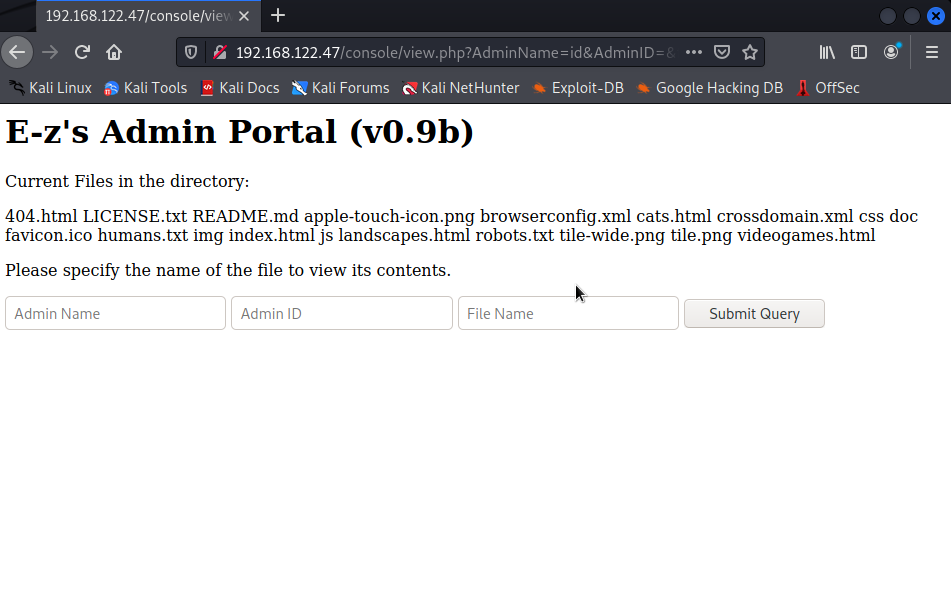 192.168.122.47/console/view
192.168.122.47/console/view.php?AdminName=id&AdminID=&
Kali Linux Kali Tools Kali Docs Kali Forums Kali NetHunter Exploit-DB Google Hacking DB OffSec
E-z's Admin Portal (v0.9b)
Current Files in the directory:
404.html LICENSE.txt README.md apple-touch-icon.png browserconfig.xml cats.html crossdomain.xml css doc
favicon.ico humans.txt img index.html js landscapes.html robots.txt tile-wide.png tile.png videogames.html
Please specify the name of the file to view its contents.
Admin Name Admin ID File Name Submit Query